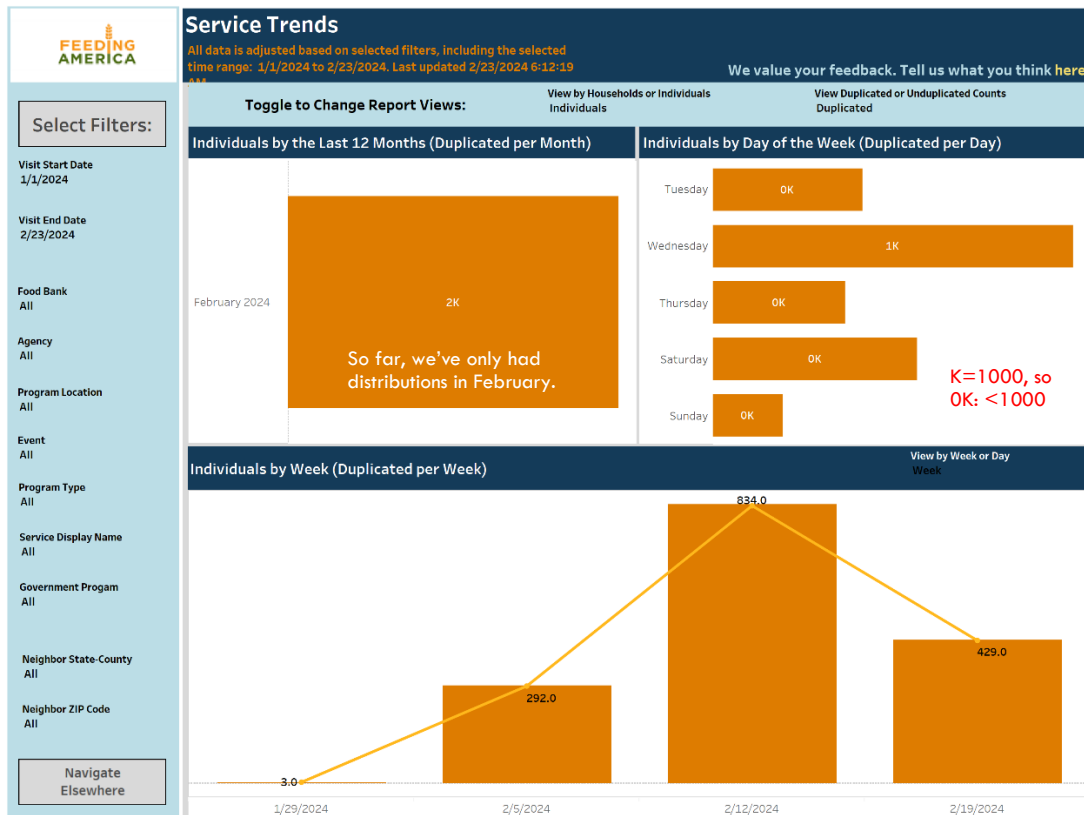 FEEDING
AMERICA
Service Trends
All data is adjusted based on selected filters, including the selected
time range: 1/1/2024 to 2/23/2024. Last updated 2/23/2024 6:12:19
AM
We value your feedback. Tell us what you think here
Toggle to Change Report Views:
View by Households or Individuals
Individuals
View Duplicated or Unduplicated Counts
Duplicated
Select Filters:
Visit Start Date
1/1/2024
Visit End Date
2/23/2024
Food Bank
All
Agency
All
Program Location
All
Event
All
Program Type
All
Service Display Name
All
Government Progam
All
Neighbor State-County
All
Neighbor ZIP Code
All
Navigate
Elsewhere
Individuals by the Last 12 Months (Duplicated per Month)
February 2024
2K
So far, we've only had
distributions in February.
Individuals by Day of the Week (Duplicated per Day)
Tuesday
0K
Wednesday
1K
Thursday
0K
Saturday
0K
Sunday
0K
K=1000, so
0K: <1000
Individuals by Week (Duplicated per Week)
View by Week or Day
Week
3.0
292.0
834.0
429.0
1/29/2024
2/5/2024
2/12/2024
2/19/2024